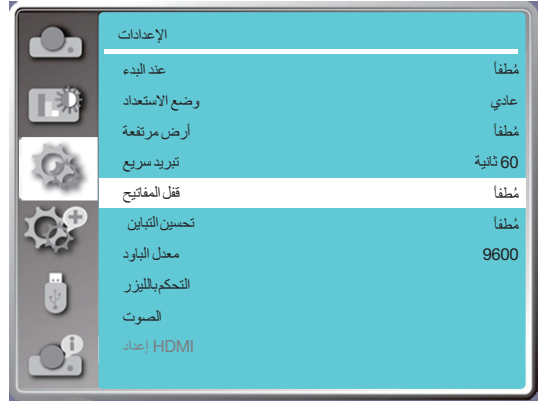 الإعدادات
عند البدء مُطفأ
وضع الاستعداد عادي
أرض مرتفعة مُطفأ
تبريد سريع 60 ثانية
قفل المفاتيح مُطفأ
تحسين التباين مُطفأ
معدل الباود 9600
التحكم بالليزر
الصوت
إعداد HDMI